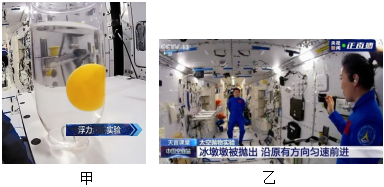 浮力 实验
甲
CCTV 13
正直播
天宫课堂 太空抛物实验
中国空间站 冰墩墩被抛出 沿原有方向匀速前进
乙